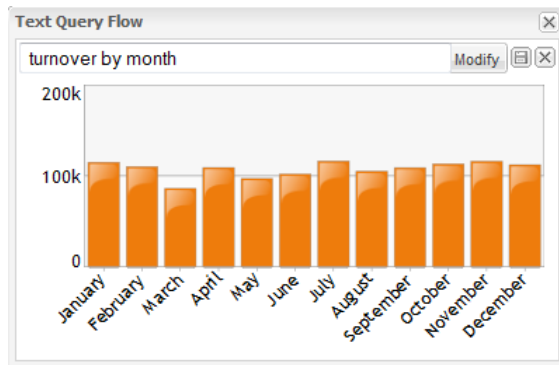 Text Query Flow
turnover by month
Modify
200k
100k
0
January
February
March
April
May
June
July
August
September
October
November
December